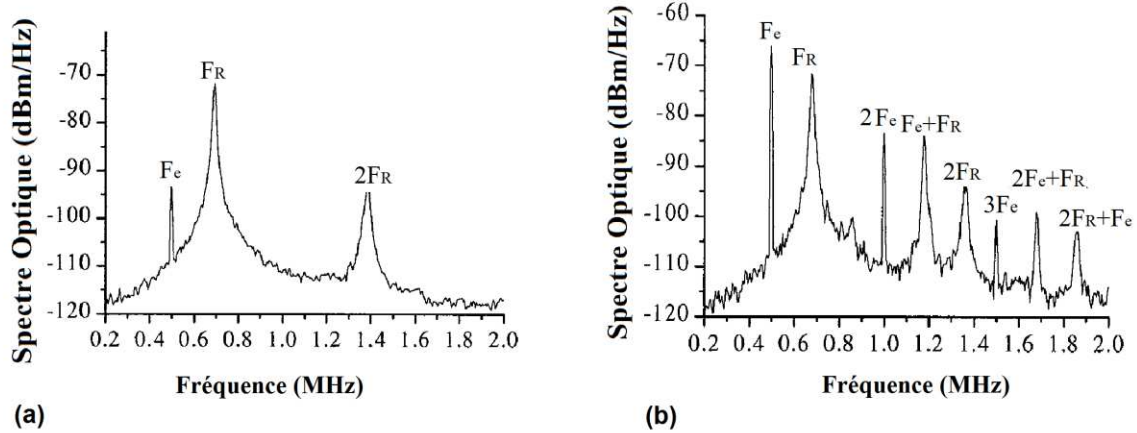 Spectre Optique (dBm/Hz)
-70
-80
-90
-100
-110
-120
FR
Fe
2FR
0.2 0.4 0.6 0.8 1.0 1.2 1.4 1.6 1.8 2.0
Fréquence (MHz)
(a)
Spectre Optique (dBm/Hz)
-60
-70
-80
-90
-100
-110
-120
Fe
FR
2Fe
Fe+FR
2FR
3Fe
2Fe+FR
2FR+Fe
0.2 0.4 0.6 0.8 1.0 1.2 1.4 1.6 1.8 2.0
Fréquence (MHz)
(b)